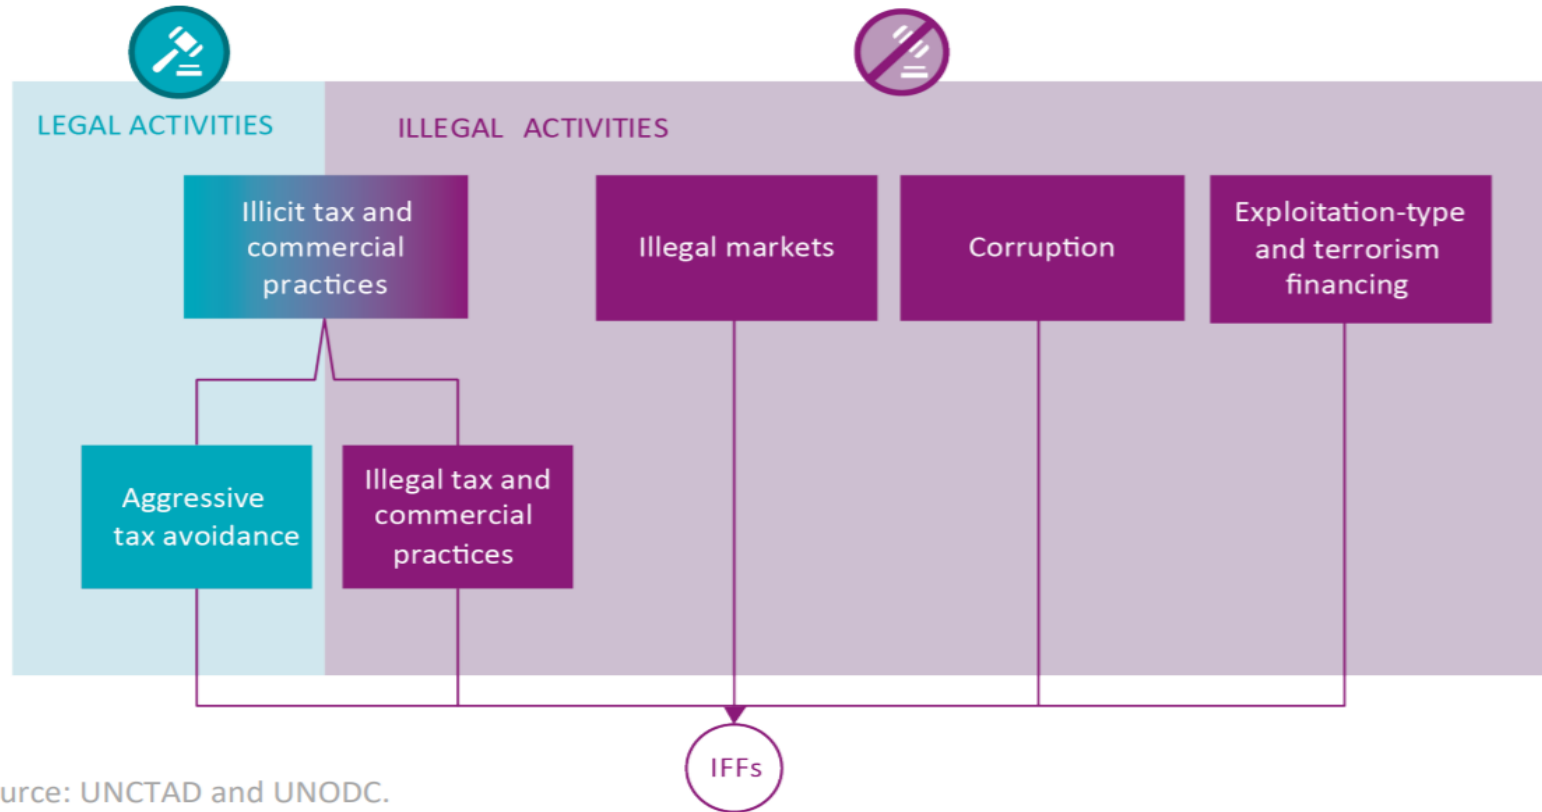 LEGAL ACTIVITIES
ILLEGAL ACTIVITIES
Illicit tax and
commercial
practices
Illegal markets
Corruption
Exploitation-type
and terrorism
financing
Aggressive
tax avoidance
Illegal tax and
commercial
practices
IFFs
urce: UNCTAD and UNODC.